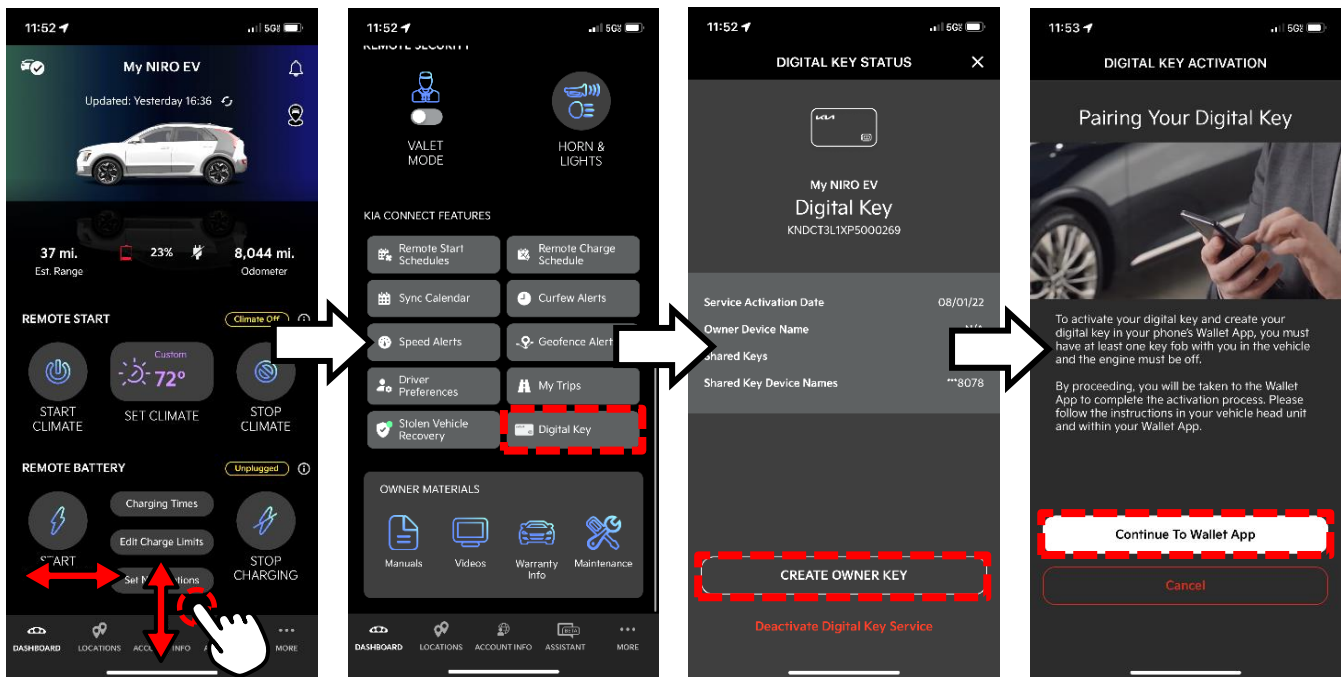 11:52
5G
My NIRO EV
Updated: Yesterday 16:36
37 mi.
Est. Range
23%
8,044 mi.
Odometer
REMOTE START
Climate Off
START
CLIMATE
Custom
72°
SET CLIMATE
STOP
CLIMATE
REMOTE BATTERY
Unplugged
START
Charging Times
Edit Charge Limits
STOP
CHARGING
DASHBOARD
LOCATIONS
INFO
MORE
11:52
5G
REMOTE SECURITY
VALET
MODE
HORN &
LIGHTS
KIA CONNECT FEATURES
Remote Start
Schedules
Remote Charge
Schedule
Sync Calendar
Curfew Alerts
Speed Alerts
Geofence Alert
Driver
Preferences
My Trips
Stolen Vehicle
Recovery
Digital Key
OWNER MATERIALS
Manuals
Videos
Warranty
Info
Maintenance
DASHBOARD
LOCATIONS
ACCOUNT INFO
BETA
ASSISTANT
MORE
11:52
5G
DIGITAL KEY STATUS
KIA
My NIRO EV
Digital Key
KNDCT3L1XP5000269
Service Activation Date 08/01/22
Owner Device Name N/A
Shared Keys
Shared Key Device Names ***8078
CREATE OWNER KEY
Deactivate Digital Key Service
11:53
5G
DIGITAL KEY ACTIVATION
Pairing Your Digital Key
To activate your digital key and create your
digital key in your phone's Wallet App, you must
have at least one key fob with you in the vehicle
and the engine must be off.
By proceeding, you will be taken to the Wallet
App to complete the activation process. Please
follow the instructions in your vehicle head unit
and within your Wallet App.
Continue To Wallet App
Cancel